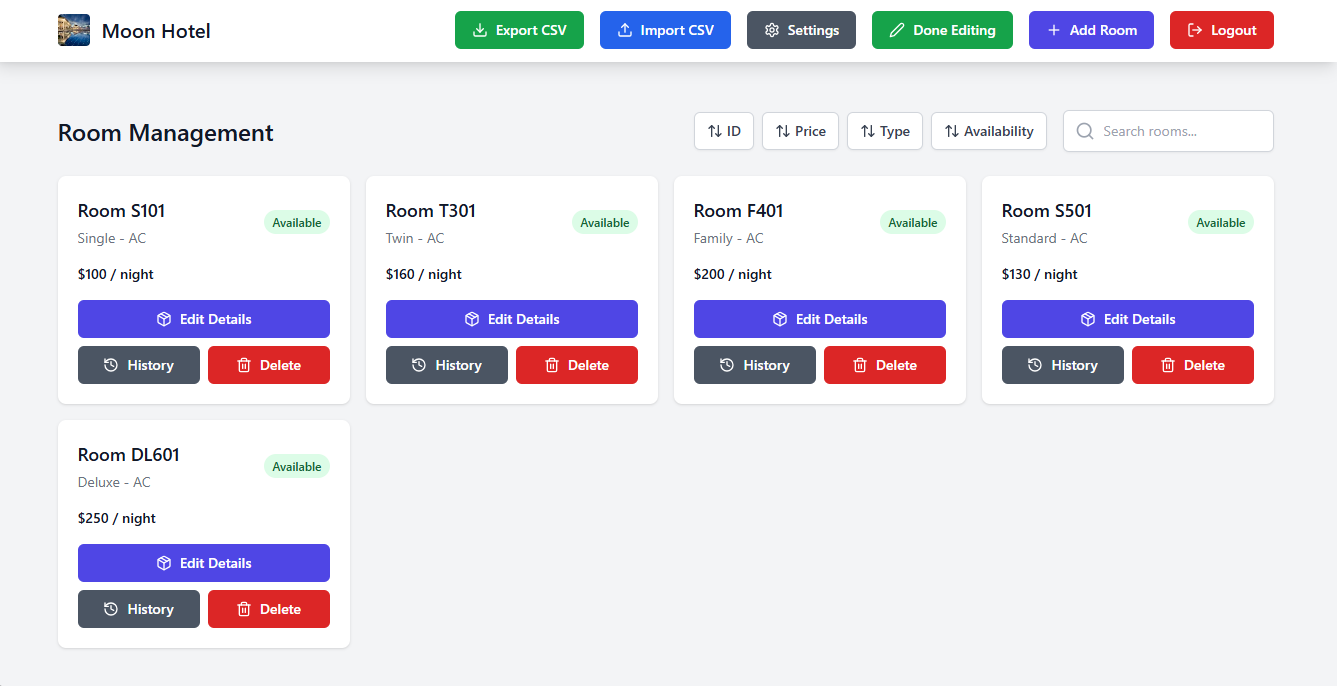 Moon Hotel
Export CSV
Import CSV
Settings
Done Editing
Add Room
Logout
Room Management
ID
Price
Type
Availability
Search rooms...
Room S101
Available
Single - AC
$100 / night
Edit Details
History
Delete
Room T301
Available
Twin - AC
$160 / night
Edit Details
History
Delete
Room F401
Available
Family - AC
$200 / night
Edit Details
History
Delete
Room S501
Available
Standard - AC
$130 / night
Edit Details
History
Delete
Room DL601
Available
Deluxe - AC
$250 / night
Edit Details
History
Delete